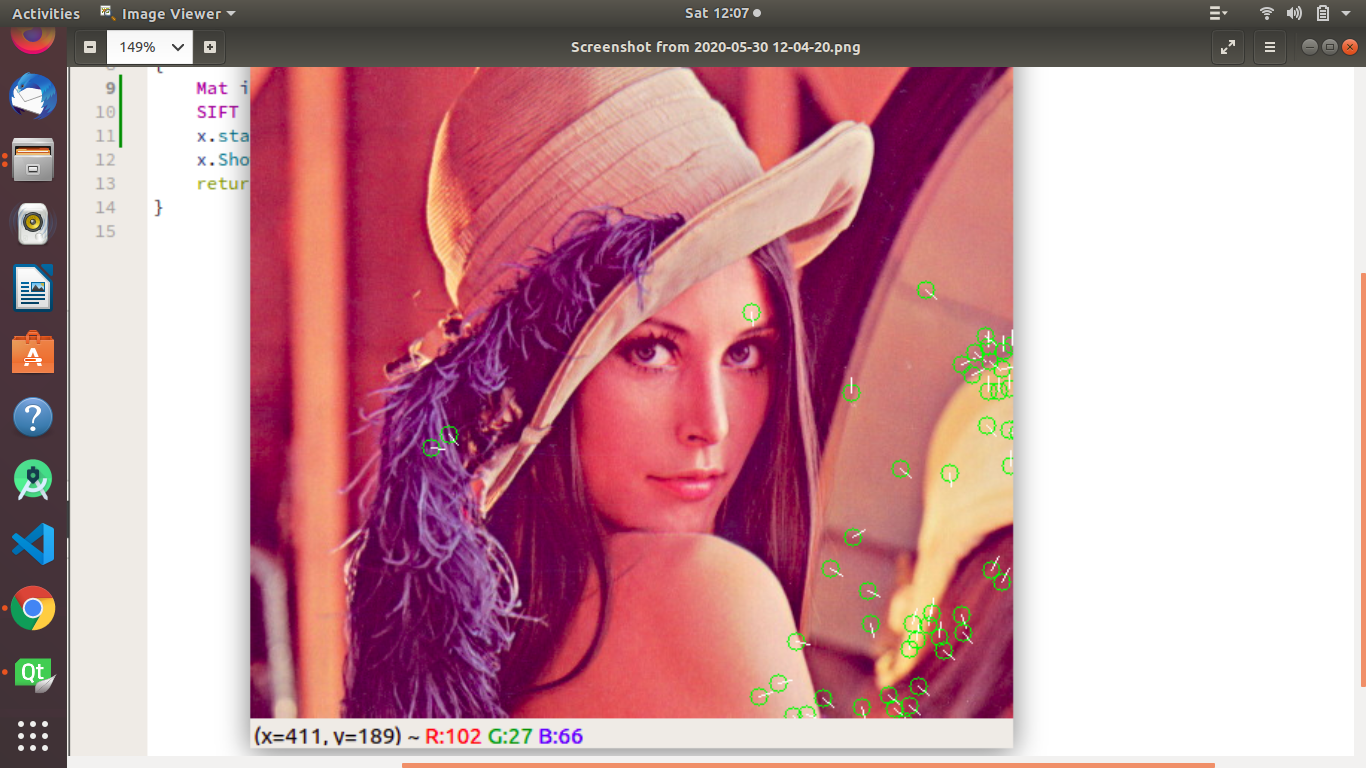 Activities Image Viewer Sat 12:07
149% Screenshot from 2020-05-30 12-04-20.png
{
9 Mat i
10 SIFT
11 x.sta
12 x.Sho
13 retur
14 }
15
Qt
(x=411, y=189) ~ R:102 G:27 B:66